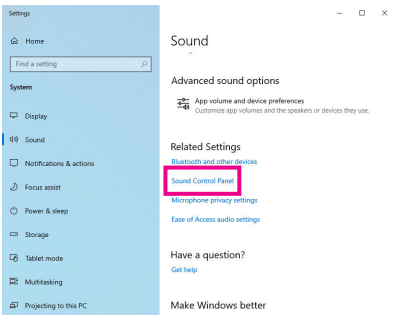 Settings
Home
Find a setting
System
Display
Sound
Notifications & actions
Focus assist
Power & sleep
Storage
Tablet mode
Multitasking
Projecting to this PC
Sound
Advanced sound options
App volume and device preferences
Customize app volumes and the speakers or devices they use.
Related Settings
Bluetooth and other devices
Sound Control Panel
Microphone privacy settings
Ease of Access audio settings
Have a question?
Get help
Make Windows better